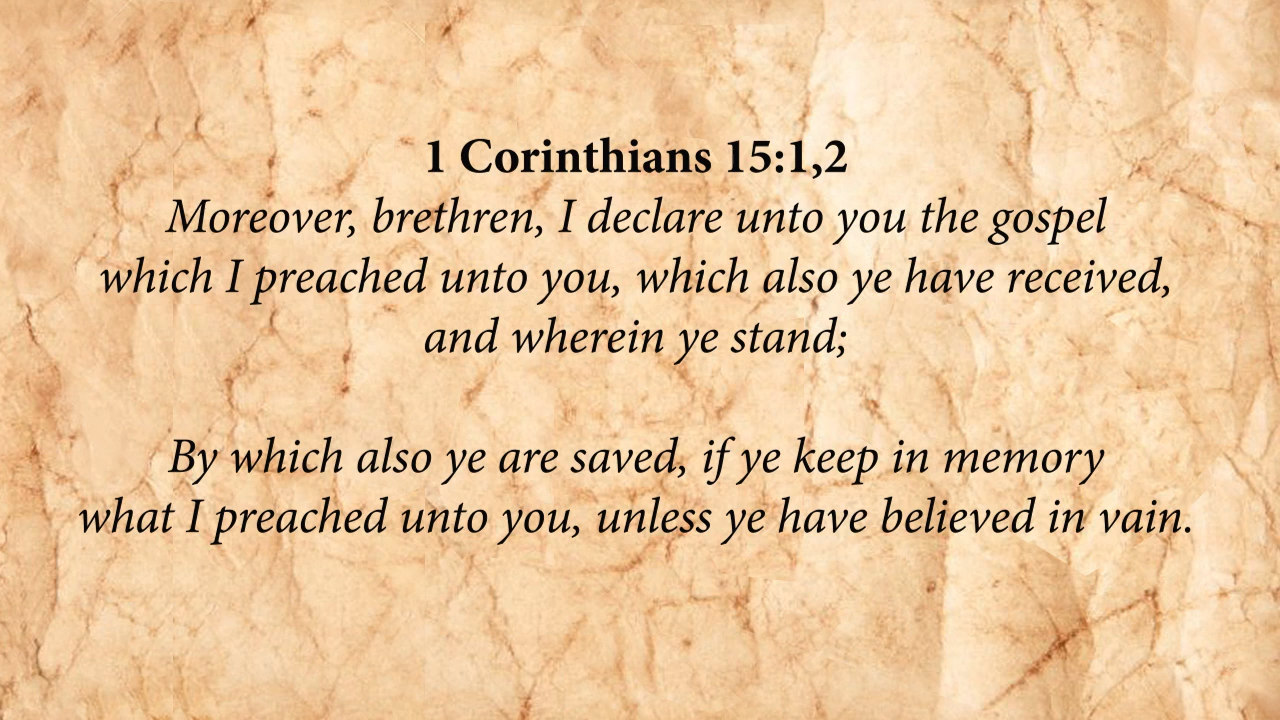 1 Corinthians 15:1,2
Moreover, brethren, I declare unto you the gospel
which I preached unto you, which also ye have received,
and wherein ye stand;
By which also ye are saved, if ye keep in memory
what I preached unto you, unless ye have believed in vain.